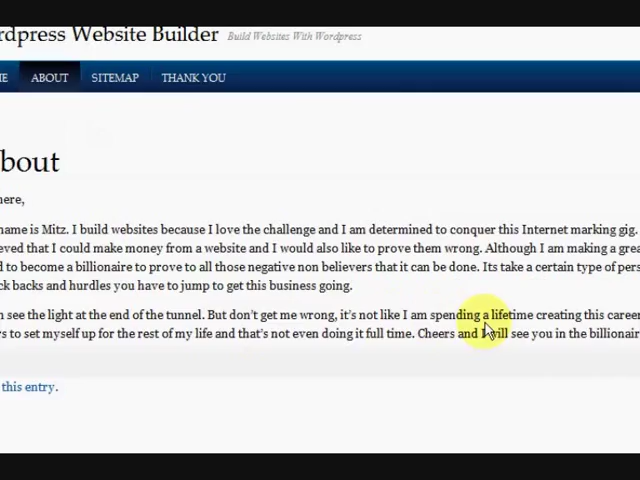 rdpress Website Builder Build Websites With Wordpress
ME ABOUT SITEMAP THANK YOU
bout
here,
name is Mitz. I build websites because I love the challenge and I am determined to conquer this Internet marking gig.
eved that I could make money from a website and I would also like to prove them wrong. Although I am making a grea
d to become a billionaire to prove to all those negative non believers that it can be done. Its take a certain type of pers
ck backs and hurdles you have to jump to get this business going.
n see the light at the end of the tunnel. But don't get me wrong, it's not like I am spending a lifetime creating this career
rs to set myself up for the rest of my life and that's not even doing it full time. Cheers and I will see you in the billionair
this entry.